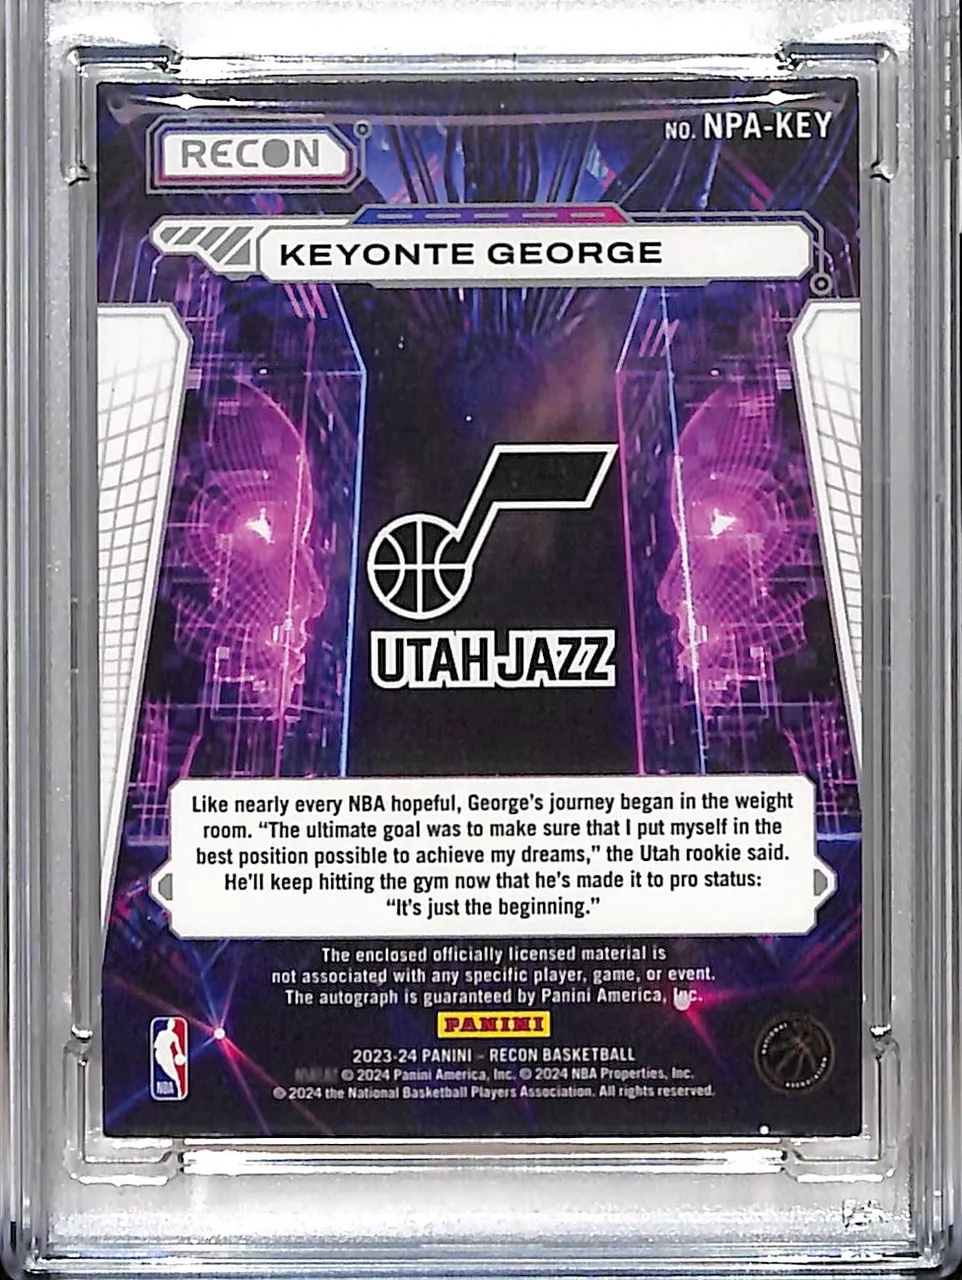 RECON
NO. NPA-KEY
KEYONTE GEORGE
UTAH JAZZ
Like nearly every NBA hopeful, George's journey began in the weight
room. “The ultimate goal was to make sure that I put myself in the
best position possible to achieve my dreams,” the Utah rookie said.
He'll keep hitting the gym now that he's made it to pro status:
“It's just the beginning.”
The enclosed officially licensed material is
not associated with any specific player, game, or event.
The autograph is guaranteed by Panini America, Inc.
PANINI
2023-24 PANINI - RECON BASKETBALL
© 2024 Panini America, Inc. © 2024 NBA Properties, Inc.
© 2024 the National Basketball Players Association. All rights reserved.
NBA